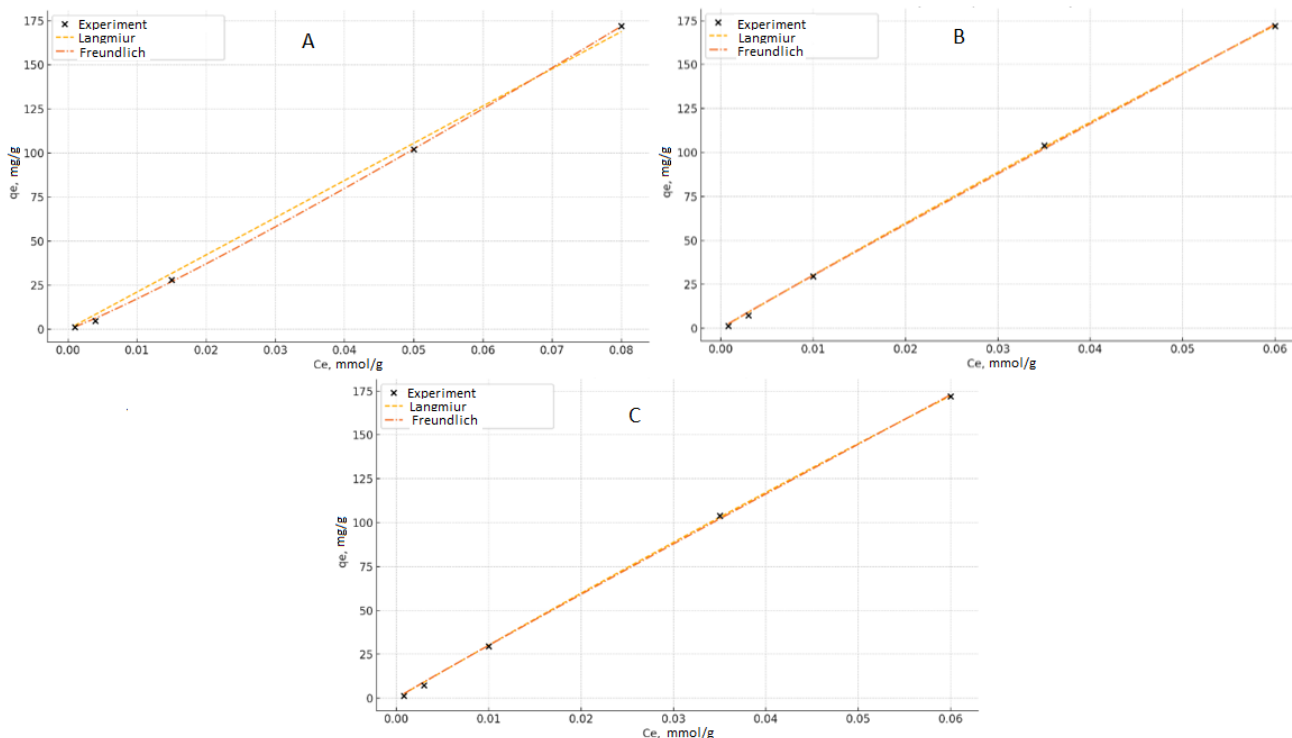 175
150
125
100
75
50
25
0
qe, mg/g
× Experiment
Langmiur
Freundlich
A
0.00 0.01 0.02 0.03 0.04 0.05 0.06 0.07 0.08
Ce, mmol/g
175
150
125
100
75
50
25
0
qe, mg/g
× Experiment
Langmiur
Freundlich
B
0.00 0.01 0.02 0.03 0.04 0.05 0.06
Ce, mmol/g
175
150
125
100
75
50
25
0
qe, mg/g
× Experiment
Langmiur
Freundlich
C
0.00 0.01 0.02 0.03 0.04 0.05 0.06
Ce, mmol/g